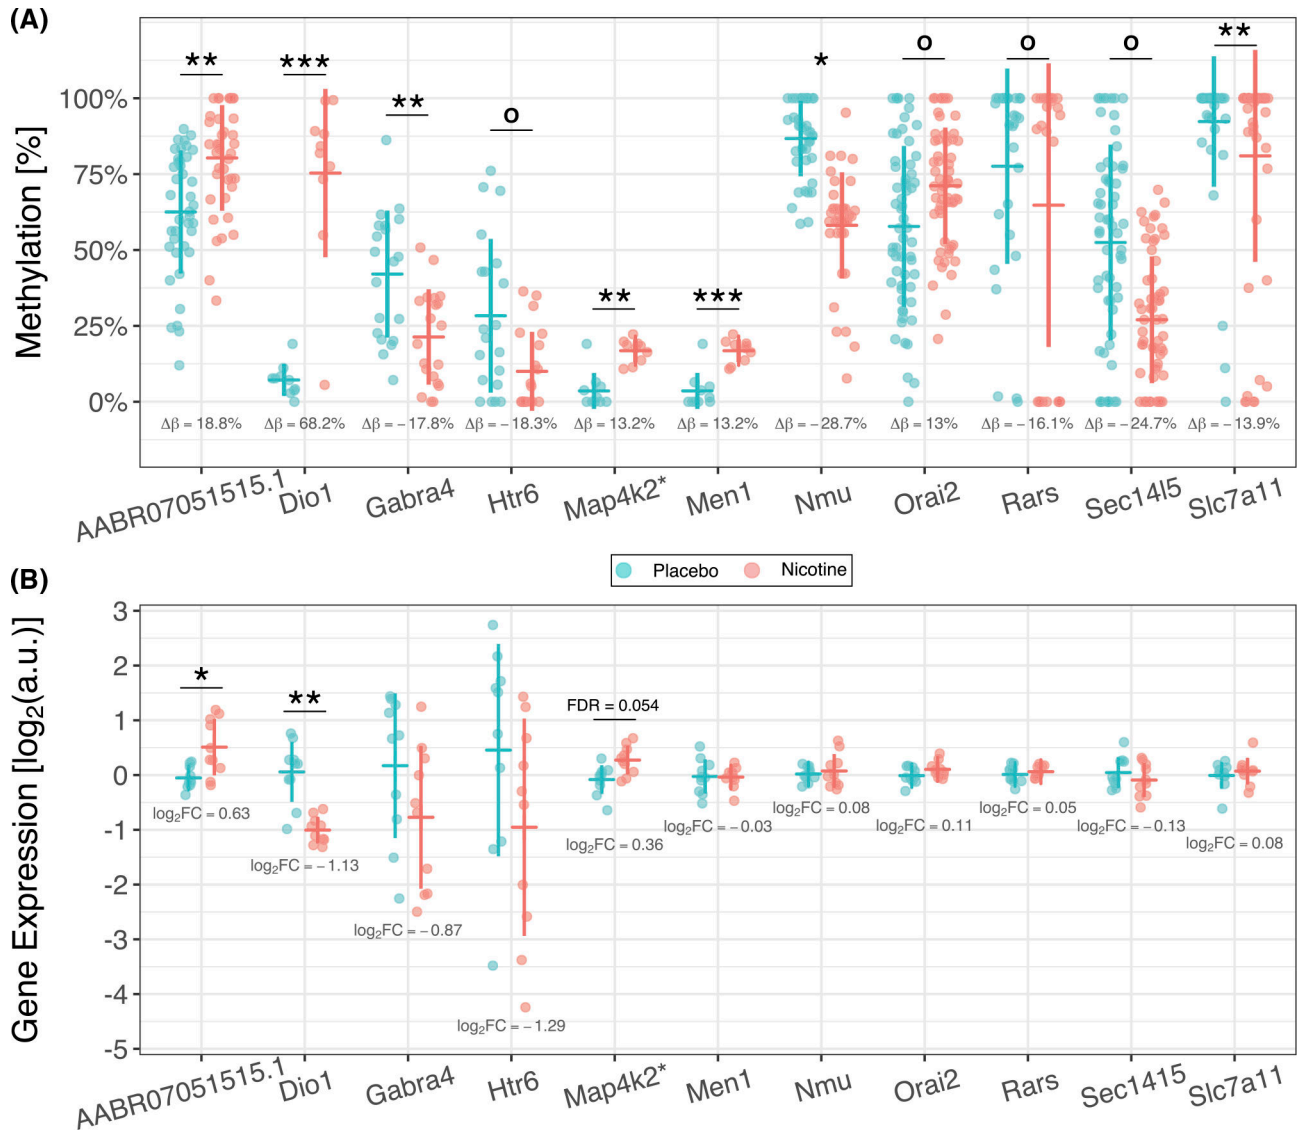 (A)
Methylation [%]
100%
75%
50%
25%
0%
** *** ** o ** *** * o o o **
Δβ = 18.8% Δβ = 68.2% Δβ = −17.8% Δβ = −18.3% Δβ = 13.2% Δβ = 13.2% Δβ = −28.7% Δβ = 13% Δβ = −16.1% Δβ = −24.7% Δβ = −13.9%
AABR07051515.1 Dio1 Gabra4 Htr6 Map4k2* Men1 Nmu Orai2 Rars Sec14l5 Slc7a11
Placebo Nicotine
(B)
Gene Expression [log2(a.u.)]
3
2
1
0
-1
-2
-3
-4
-5
* ** FDR = 0.054
log2FC = 0.63
log2FC = −1.13
log2FC = −0.87
log2FC = −1.29
log2FC = 0.36
log2FC = −0.03
log2FC = 0.08
log2FC = 0.11
log2FC = 0.05
log2FC = −0.13
log2FC = 0.08
AABR07051515.1 Dio1 Gabra4 Htr6 Map4k2* Men1 Nmu Orai2 Rars Sec1415 Slc7a11